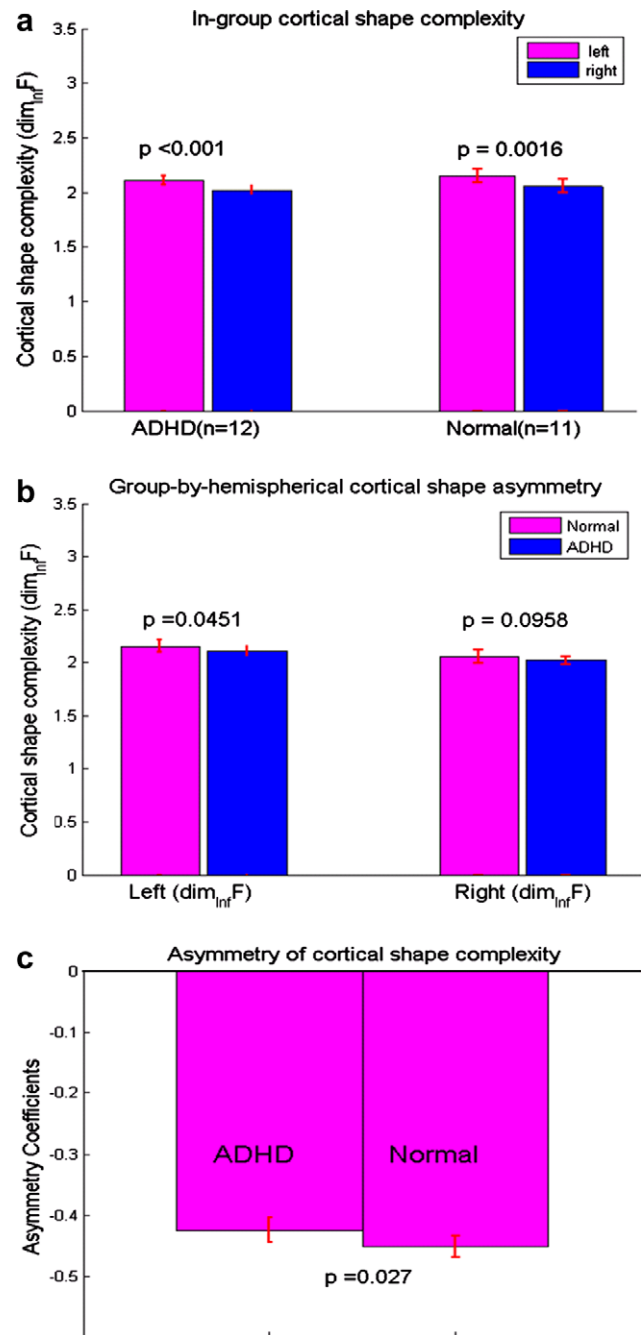 a
In-group cortical shape complexity
left
right
Cortical shape complexity (dim_Inf F)
3.5
3
2.5
2
1.5
1
0.5
0
p <0.001
p = 0.0016
ADHD(n=12)
Normal(n=11)
b
Group-by-hemispherical cortical shape asymmetry
Normal
ADHD
Cortical shape complexity (dim_Inf F)
3.5
3
2.5
2
1.5
1
0.5
0
p =0.0451
p = 0.0958
Left (dim_Inf F)
Right (dim_Inf F)
c
Asymmetry of cortical shape complexity
Asymmetry Coefficients
0
-0.1
-0.2
-0.3
-0.4
-0.5
ADHD
Normal
p =0.027